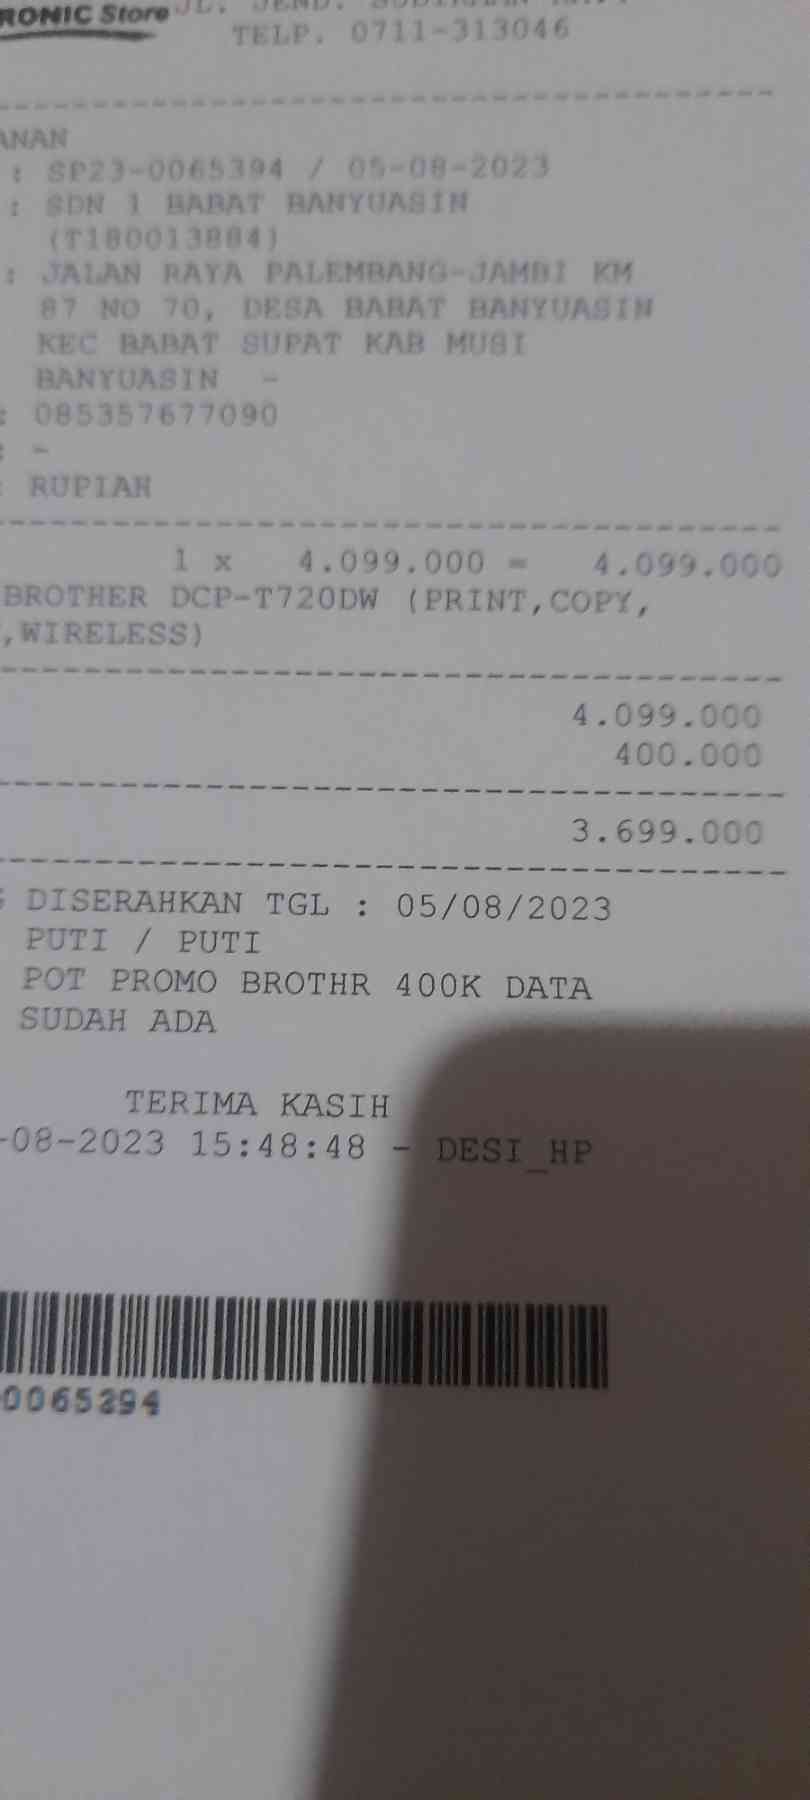 RONIC Store JL. JEND. SUDIRMAN
TELP. 0711-313046
ANAN
: SP23-0065394 / 05-08-2023
: SDN 1 BABAT BANYUASIN
(T180013884)
: JALAN RAYA PALEMBANG-JAMBI KM
87 NO 70, DESA BABAT BANYUASIN
KEC BABAT SUPAT KAB MUSI
BANYUASIN -
: 085357677090
: -
: RUPIAH
1 x 4.099.000 = 4.099.000
BROTHER DCP-T720DW (PRINT,COPY,
,WIRELESS)
4.099.000
400.000
3.699.000
G DISERAHKAN TGL : 05/08/2023
PUTI / PUTI
POT PROMO BROTHR 400K DATA
SUDAH ADA
TERIMA KASIH
-08-2023 15:48:48 - DESI_HP
0065394